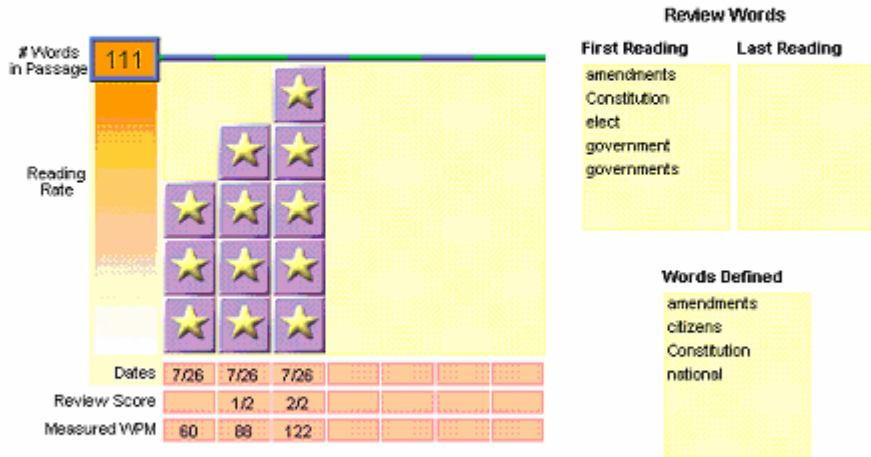 Review Words
# Words in Passage
111
First Reading
Last Reading
amendments
Constitution
elect
government
governments
Reading Rate
Words Defined
amendments
citizens
Constitution
national
Dates 7/26 7/26 7/26
Review Score 1/2 2/2
Measured WPM 60 88 122